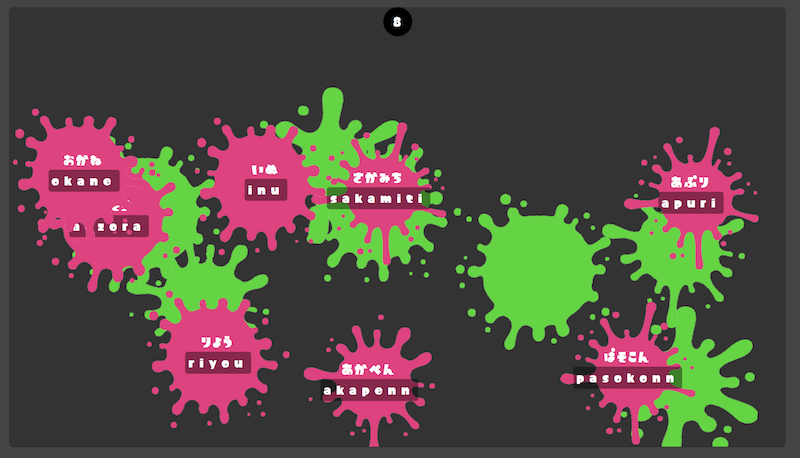 8
おかね
okane
いぬ
inu
さかみち
sakamiti
あぷり
apuri
りょう
riyou
あかぺん
akapenn
ぱそこん
pasokonn